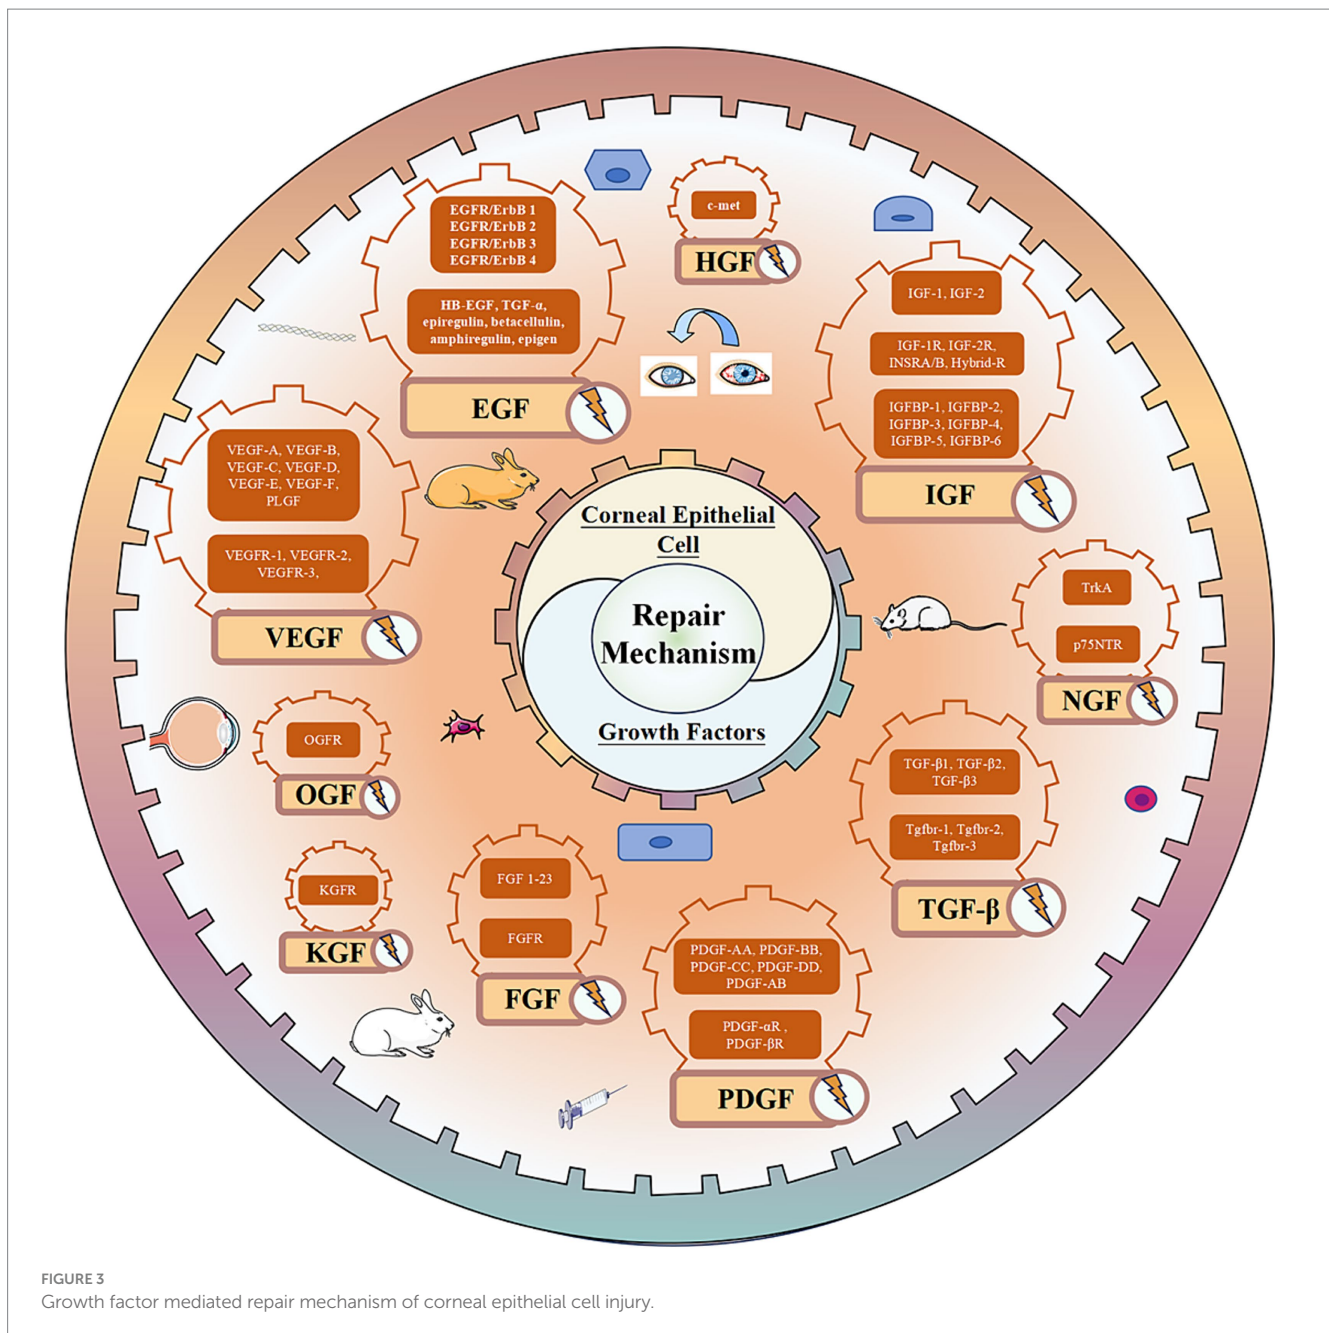 c-met
HGF
EGFR/ErbB 1
EGFR/ErbB 2
EGFR/ErbB 3
EGFR/ErbB 4
HB-EGF, TGF-α,
epiregulin, betacellulin,
amphiregulin, epigen
EGF
IGF-1, IGF-2
IGF-1R, IGF-2R,
INSRA/B, Hybrid-R
IGFBP-1, IGFBP-2,
IGFBP-3, IGFBP-4,
IGFBP-5, IGFBP-6
IGF
VEGF-A, VEGF-B,
VEGF-C, VEGF-D,
VEGF-E, VEGF-F,
PLGF
VEGFR-1, VEGFR-2,
VEGFR-3,
VEGF
Corneal Epithelial
Cell
Repair
Mechanism
Growth Factors
TrkA
p75NTR
NGF
OGFR
OGF
TGF-β1, TGF-β2,
TGF-β3
Tgfbr-1, Tgfbr-2,
Tgfbr-3
TGF-β
KGFR
KGF
FGF 1-23
FGFR
FGF
PDGF-AA, PDGF-BB,
PDGF-CC, PDGF-DD,
PDGF-AB
PDGF-αR ,
PDGF-βR
PDGF
FIGURE 3
Growth factor mediated repair mechanism of corneal epithelial cell injury.